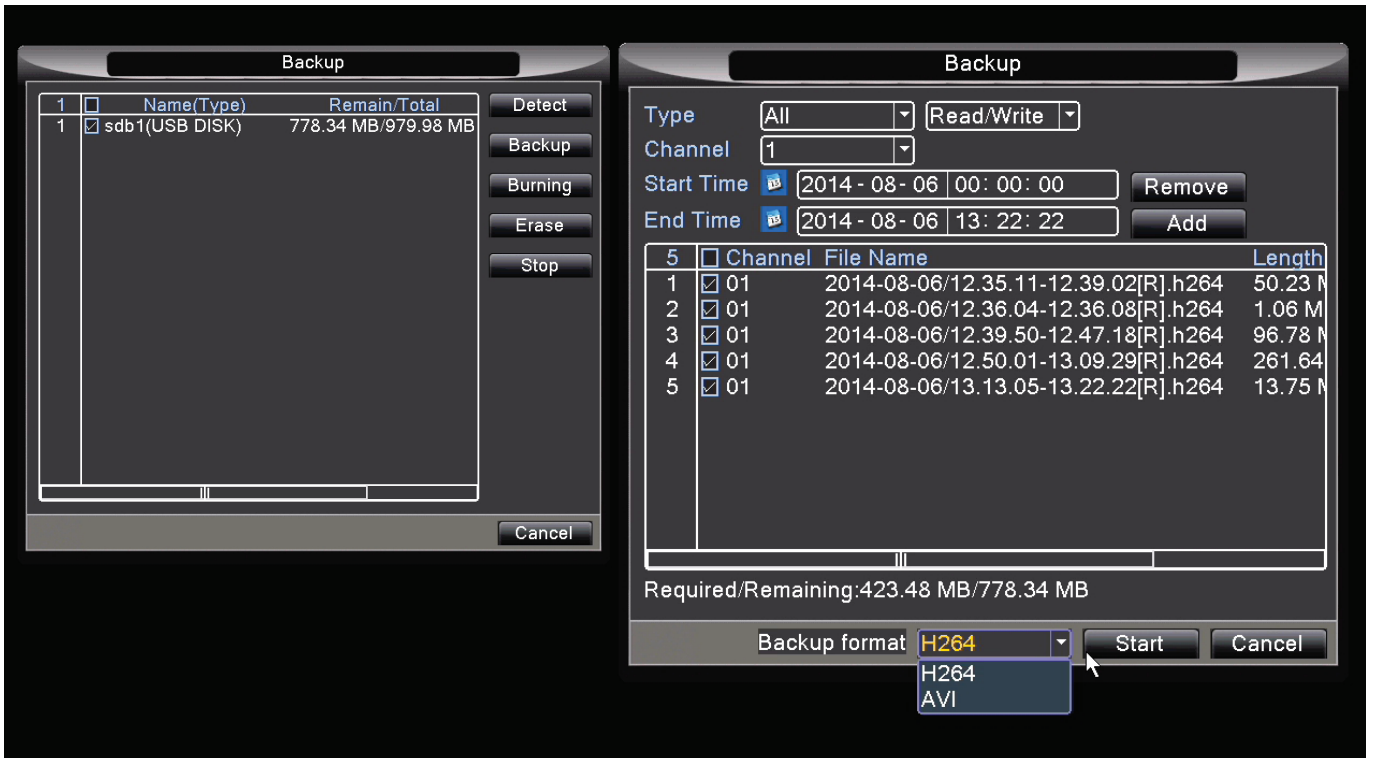 Backup
1 Name(Type) Remain/Total
1 sdb1(USB DISK) 778.34 MB/979.98 MB
Detect
Backup
Burning
Erase
Stop
Cancel
Backup
Type All Read/Write
Channel 1
Start Time 2014-08-06 00:00:00 Remove
End Time 2014-08-06 13:22:22 Add
5 Channel File Name Length
1 01 2014-08-06/12.35.11-12.39.02[R].h264 50.23 M
2 01 2014-08-06/12.36.04-12.36.08[R].h264 1.06 M
3 01 2014-08-06/12.39.50-12.47.18[R].h264 96.78 M
4 01 2014-08-06/12.50.01-13.09.29[R].h264 261.64
5 01 2014-08-06/13.13.05-13.22.22[R].h264 13.75 M
Required/Remaining:423.48 MB/778.34 MB
Backup format H264 Start Cancel
H264
AVI